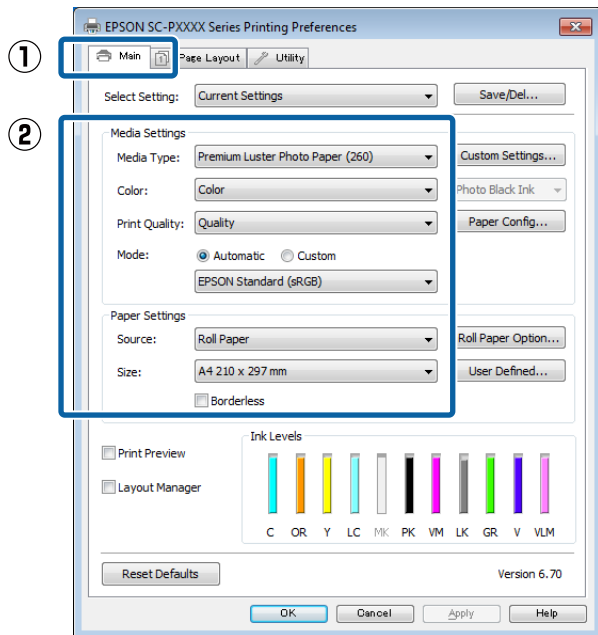 EPSON SC-PXXXX Series Printing Preferences
① Main Page Layout Utility
Select Setting: Current Settings Save/Del...
② Media Settings
Media Type: Premium Luster Photo Paper (260) Custom Settings...
Color: Color Photo Black Ink
Print Quality: Quality Paper Config...
Mode: Automatic Custom
EPSON Standard (sRGB)
Paper Settings
Source: Roll Paper Roll Paper Option...
Size: A4 210 x 297 mm User Defined...
Borderless
Ink Levels
Print Preview
Layout Manager
C OR Y LC MK PK VM LK GR V VLM
Reset Defaults Version 6.70
OK Cancel Apply Help